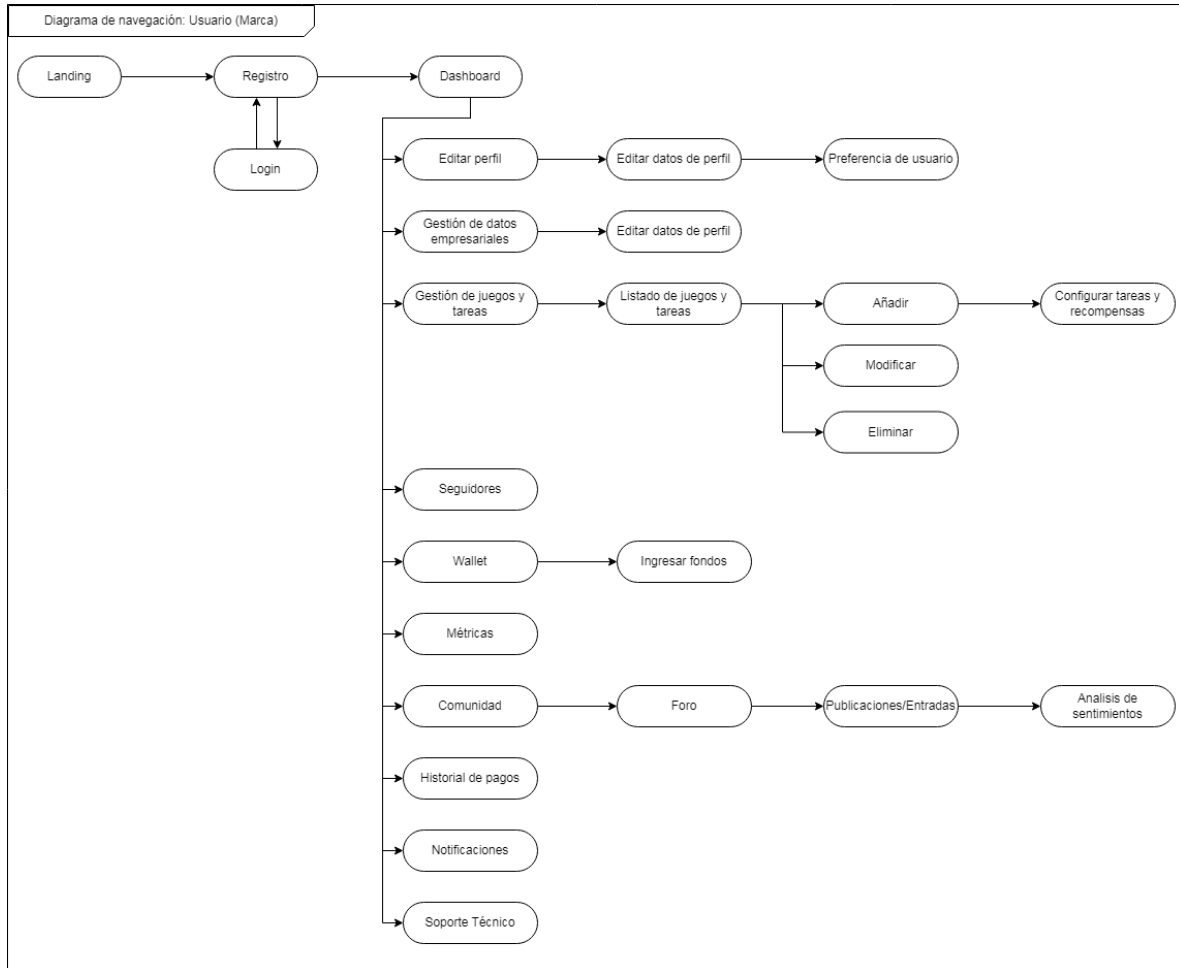 Diagrama de navegación: Usuario (Marca)
Landing
Registro
Dashboard
Login
Editar perfil
Editar datos de perfil
Preferencia de usuario
Gestión de datos
empresariales
Editar datos de perfil
Gestión de juegos y
tareas
Listado de juegos y
tareas
Añadir
Configurar tareas y
recompensas
Modificar
Eliminar
Seguidores
Wallet
Ingresar fondos
Métricas
Comunidad
Foro
Publicaciones/Entradas
Analisis de
sentimientos
Historial de pagos
Notificaciones
Soporte Técnico